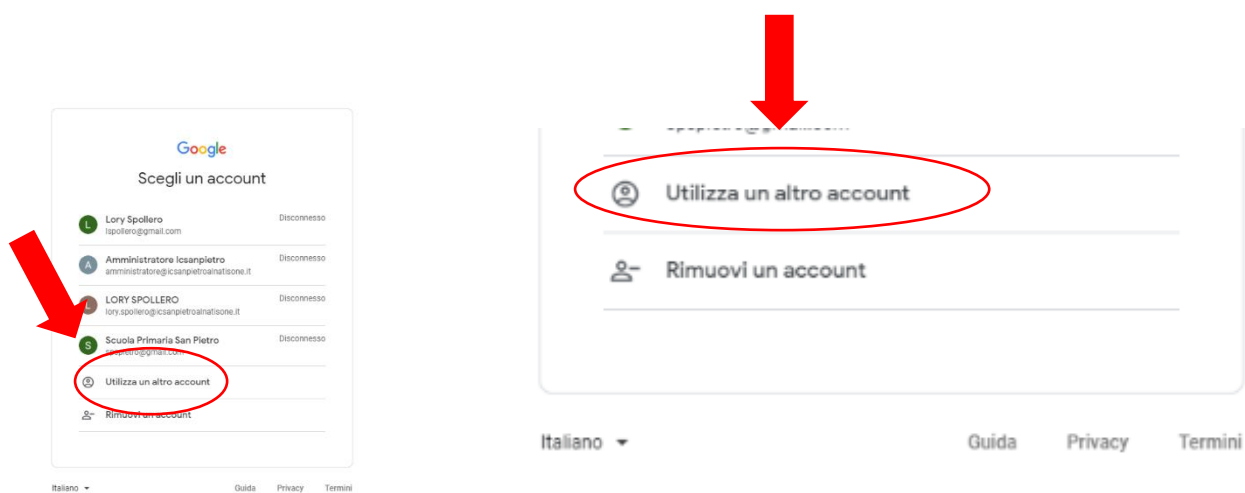 Google
Scegli un account
L
Lory Spollero
Disconnesso
lspollero@gmail.com
A
Amministratore Icsanpietro
Disconnesso
amministratore@icsanpietroalnatisone.it
LORY SPOLLERO
Disconnesso
lory.spollero@icsanpietroalnatisone.it
S
Scuola Primaria San Pietro
Disconnesso
Utilizza un altro account
Rimuovi un account
Italiano
Guida
Privacy
Termini
Utilizza un altro account
Rimuovi un account
Italiano
Guida
Privacy
Termini